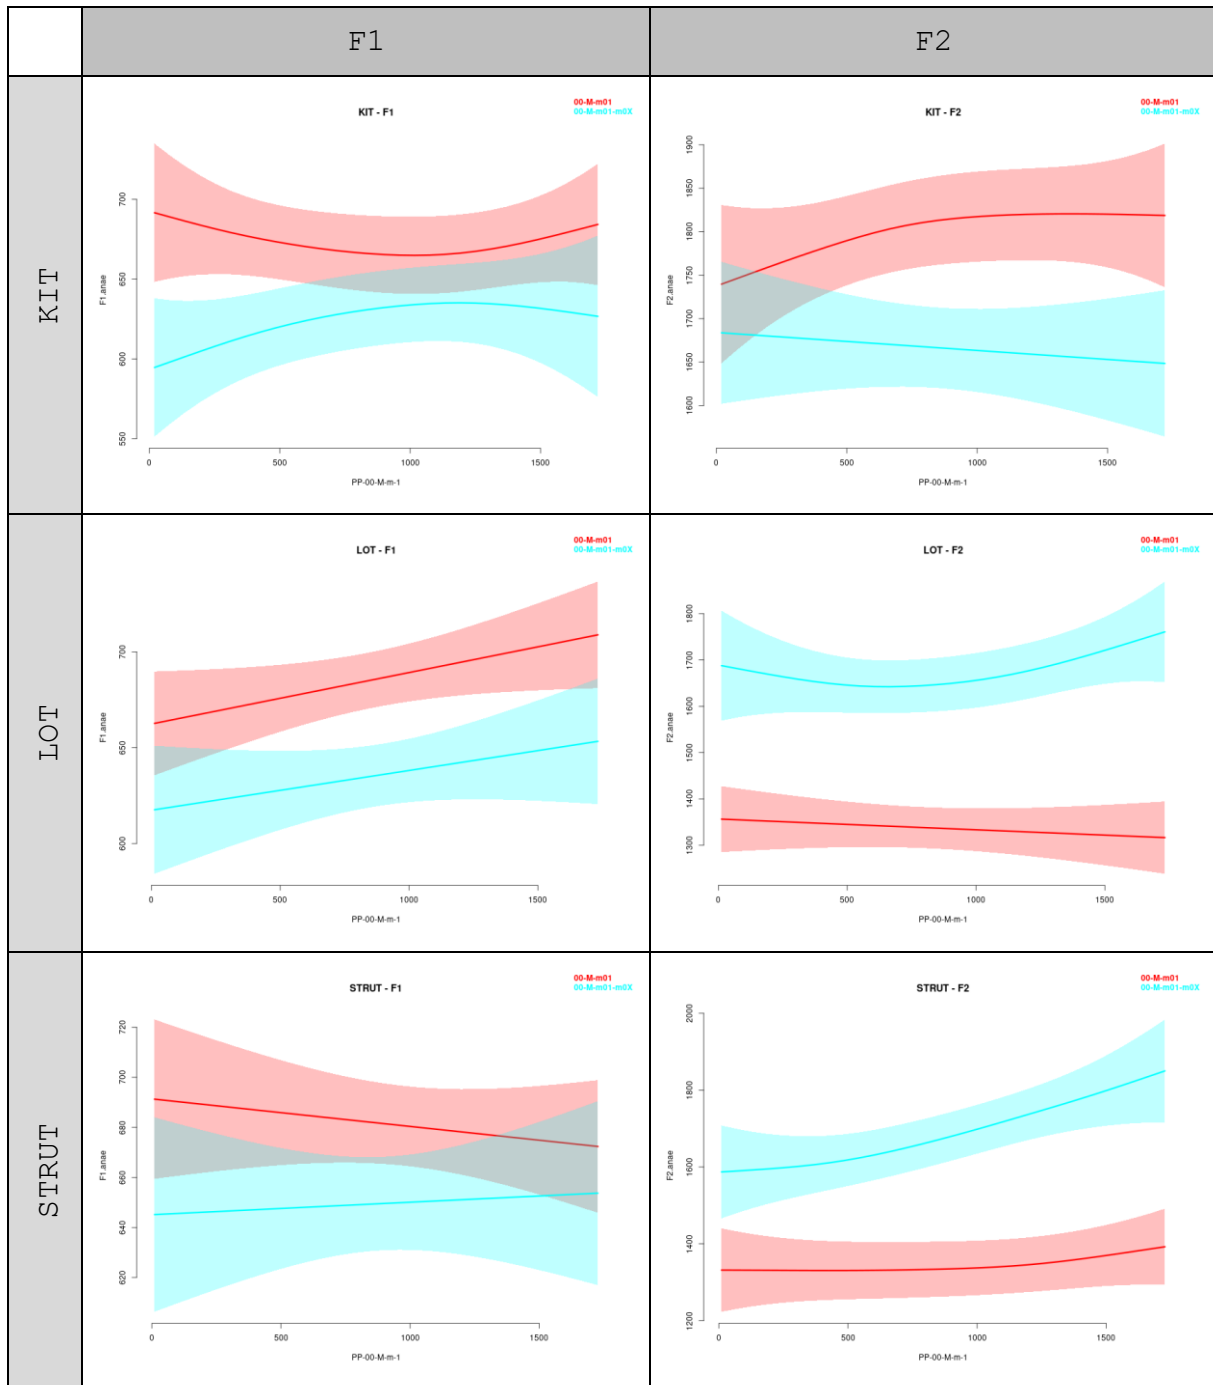 F1
F2
KIT
KIT - F1
00-M-m01
00-M-m01-m0X
F1.anae
700
650
600
550
0
500
1000
1500
PP-00-M-m-1
KIT - F2
00-M-m01
00-M-m01-m0X
F2.anae
1900
1850
1800
1750
1700
1650
1600
0
500
1000
1500
PP-00-M-m-1
LOT
LOT - F1
00-M-m01
00-M-m01-m0X
F1.anae
700
650
600
0
500
1000
1500
PP-00-M-m-1
LOT - F2
00-M-m01
00-M-m01-m0X
F2.anae
1800
1700
1600
1500
1400
1300
0
500
1000
1500
PP-00-M-m-1
STRUT
STRUT - F1
00-M-m01
00-M-m01-m0X
F1.anae
720
700
680
660
640
620
0
500
1000
1500
PP-00-M-m-1
STRUT - F2
00-M-m01
00-M-m01-m0X
F2.anae
2000
1800
1600
1400
1200
0
500
1000
1500
PP-00-M-m-1